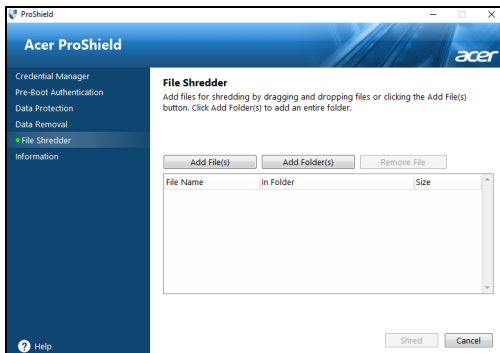 ProShield
Acer ProShield
acer
Credential Manager
Pre-Boot Authentication
Data Protection
Data Removal
File Shredder
Information
File Shredder
Add files for shredding by dragging and dropping files or clicking the Add File(s)
button. Click Add Folder(s) to add an entire folder.
Add File(s) Add Folder(s) Remove File
File Name In Folder Size
Shred Cancel
? Help